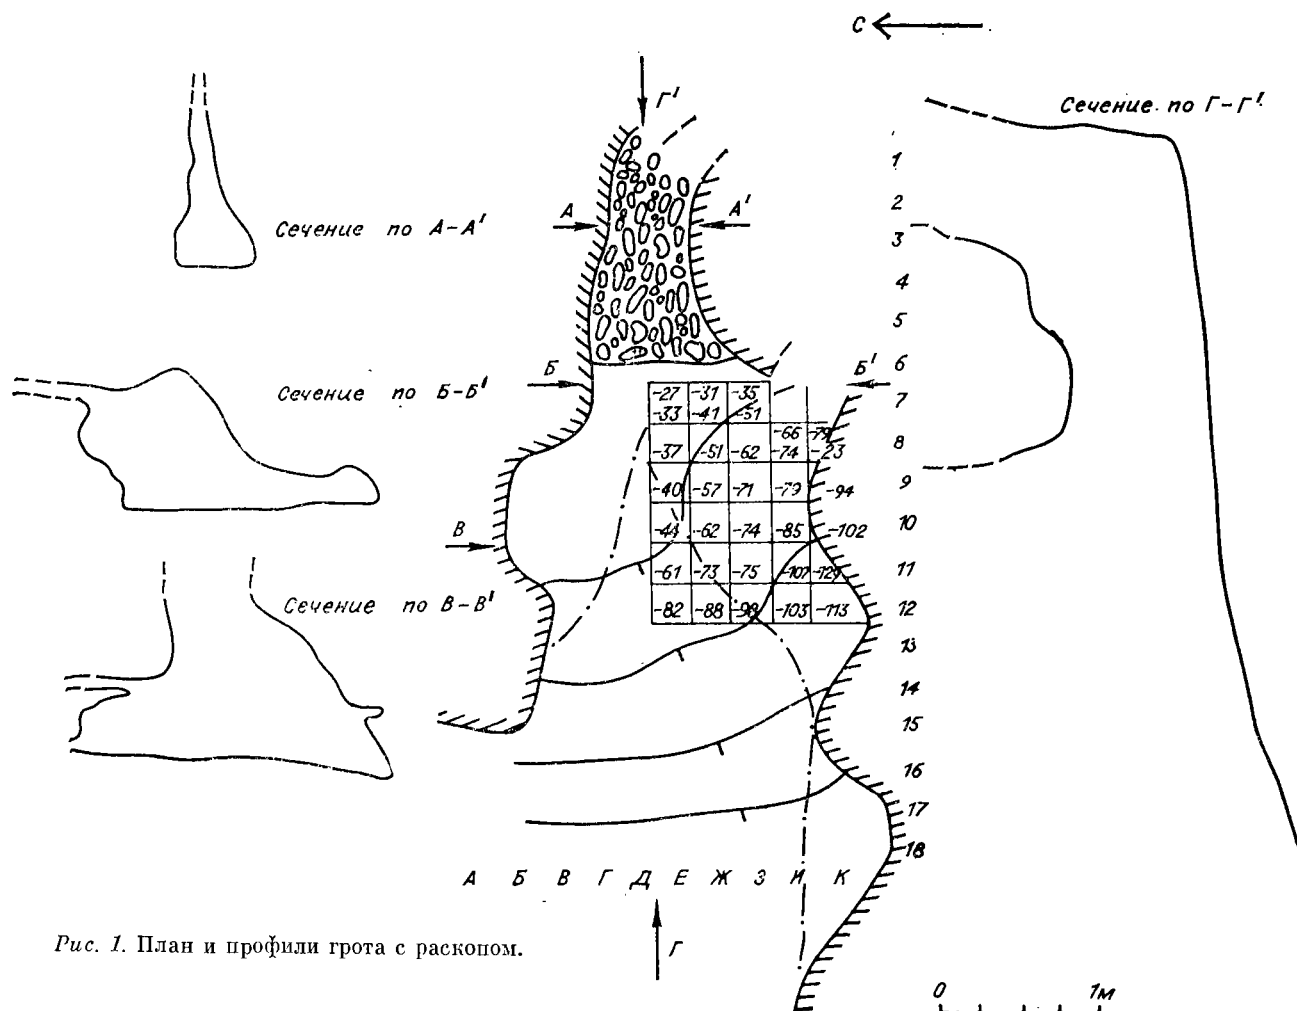 С
Г'
Сечение по Г-Г'
1
2
А А'
Сечение по А-А'
3
4
5
6
Б Б'
Сечение по Б-Б'
-27 -31 -35
7
-33 -41 -51
-66 -79
8
-37 -51 -62 -74 -23
9
-40 -57 -71 -79 -94
В
10
-44 -62 -74 -85 -102
11
-61 -73 -75 -107
Сечение по В-В'
12
-82 -88 -98 -103 -113
13
14
15
16
17
18
А Б В Г Д Е Ж З И К
Г
Рис. 1. План и профили грота с раскопом.
0 1м